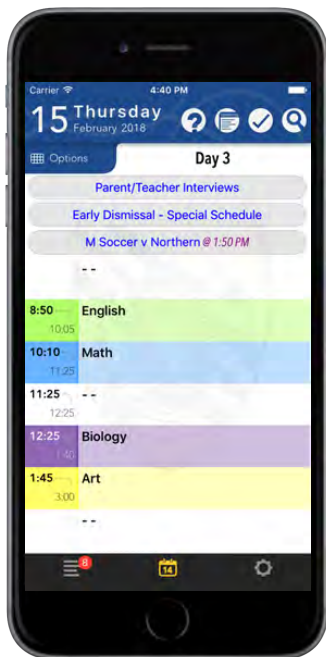 Carrier 4:40 PM
15 Thursday
February 2018
Options Day 3
Parent/Teacher Interviews
Early Dismissal - Special Schedule
M Soccer v Northern @ 1:50 PM
- -
8:50 English
10:05
10:10 Math
11:25
11:25 - -
12:25
12:25 Biology
1:40
1:45 Art
3:00
- -
8
14